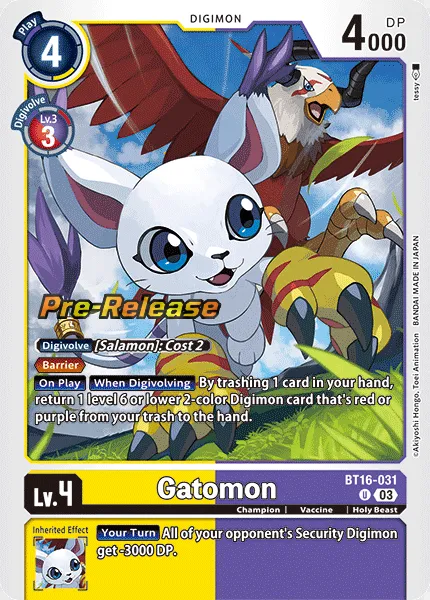 DIGIMON
Play
4
DP
4000
Digivolve
Lv.3
3
tessy
©Akiyoshi Hongo, Toei Animation BANDAI MADE IN JAPAN
Pre-Release
Digivolve [Salamon]: Cost 2
Barrier
On Play When Digivolving By trashing 1 card in your hand,
return 1 level 6 or lower 2-color Digimon card that's red or
purple from your trash to the hand.
BT16-031
Lv.4 Gatomon U 03
Champion | Vaccine | Holy Beast
Inherited Effect
Your Turn All of your opponent's Security Digimon
get -3000 DP.